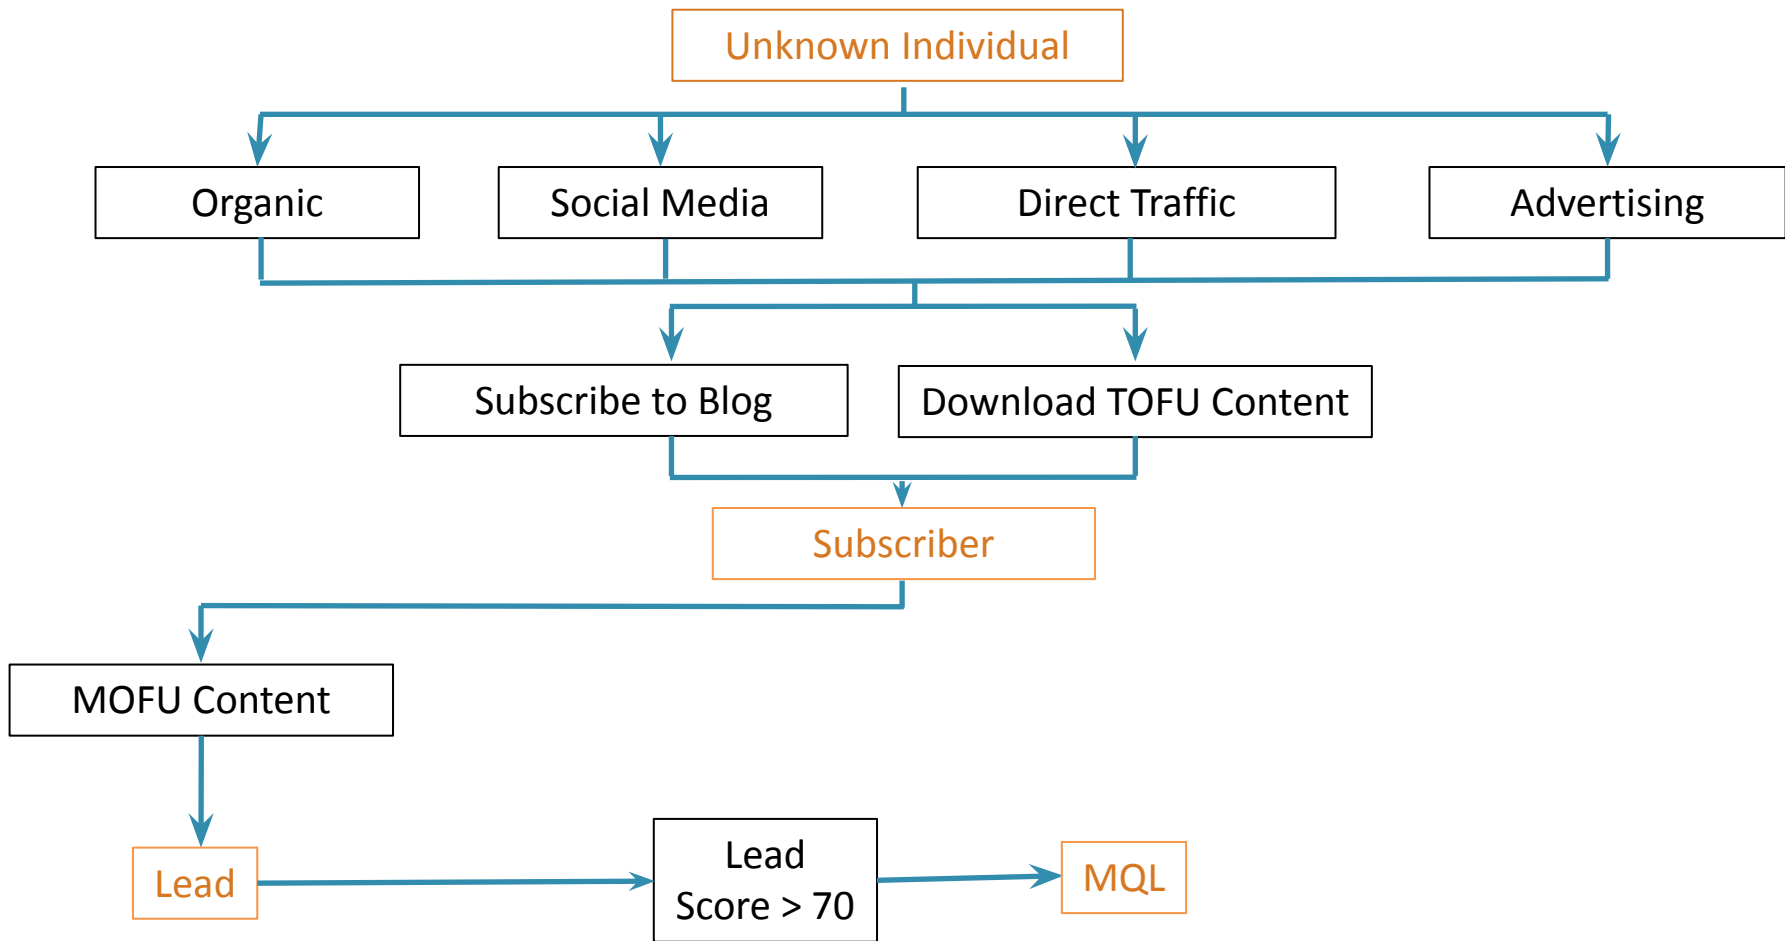 Unknown Individual
Organic
Social Media
Direct Traffic
Advertising
Subscribe to Blog
Download TOFU Content
Subscriber
MOFU Content
Lead
Lead
Score > 70
MQL